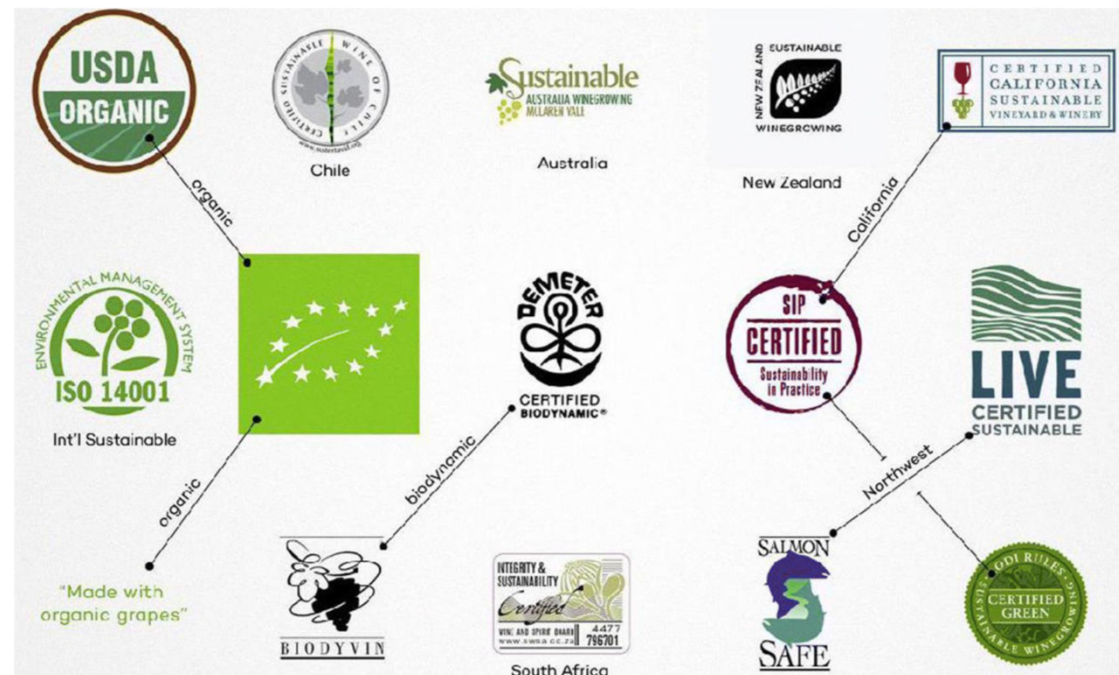 USDA
ORGANIC
CERTIFIED SUSTAINABLE WINE OF CHILE
Chile
Sustainable
AUSTRALIA WINEGROWING
MCLAREN VALE
Australia
SUSTAINABLE
NEW ZEALAND
WINEGROWING
New Zealand
CERTIFIED
CALIFORNIA
SUSTAINABLE
VINEYARD & WINERY
organic
California
ENVIRONMENTAL MANAGEMENT SYSTEM
ISO 14001
Int'l Sustainable
DEMETER
CERTIFIED
BIODYNAMIC®
SIP
CERTIFIED
Sustainability
in Practice
LIVE
CERTIFIED
SUSTAINABLE
organic
biodynamic
Northwest
"Made with
organic grapes"
BIODYVIN
INTEGRITY &
SUSTAINABILITY
Certified
WINE AND SPIRIT BOARD
4477
796701
South Africa
SALMON
SAFE
LODI RULES
SUSTAINABLE WINEGROWING
CERTIFIED
GREEN